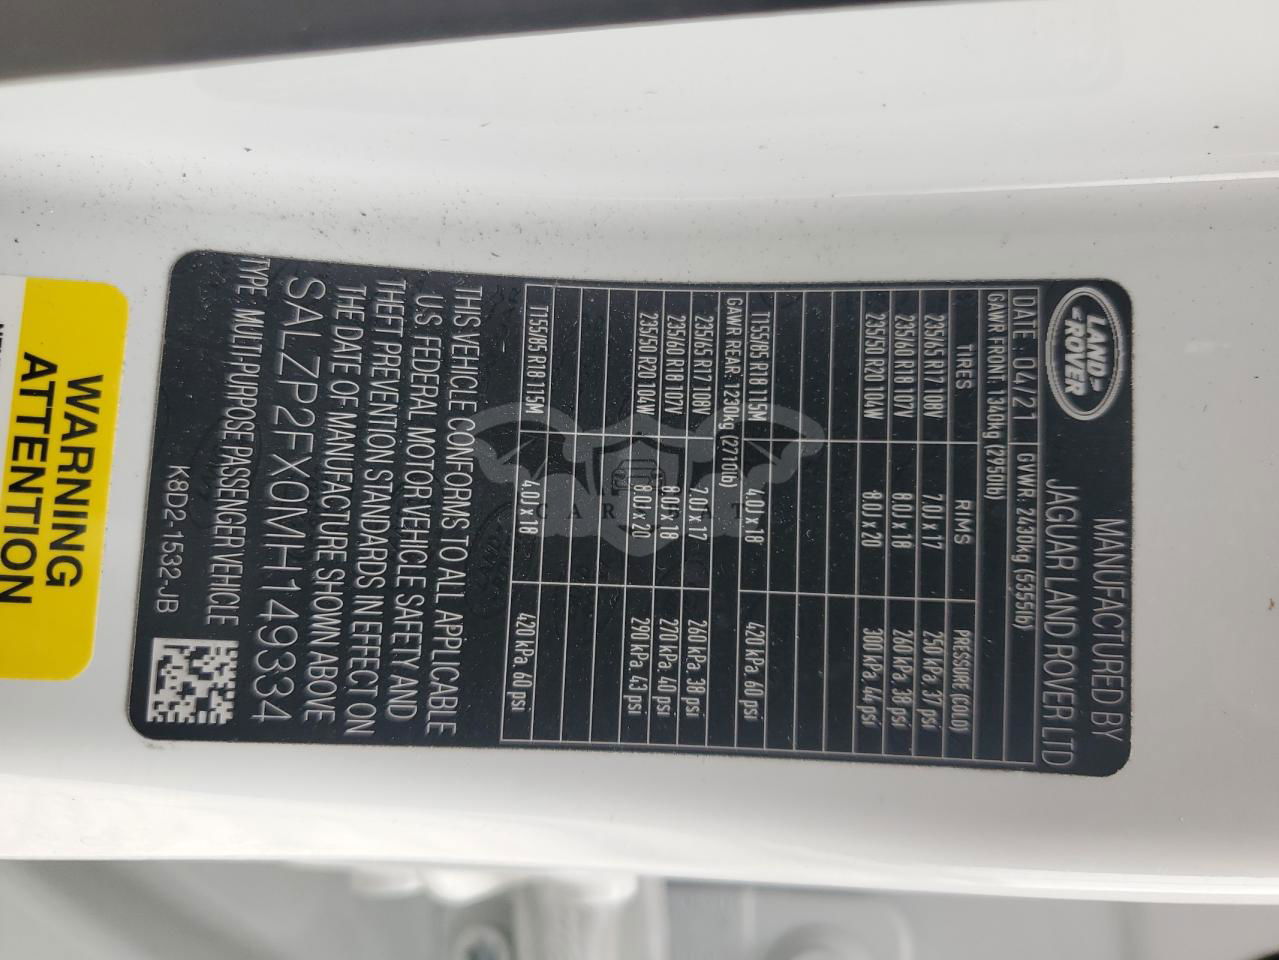 LAND-
-ROVER
MANUFACTURED BY
JAGUAR LAND ROVER LTD
DATE : 04/21 GVWR: 2430kg (5355lb)
GAWR FRONT: 1340kg (2950lb)
TIRES RIMS PRESSURE (COLD)
235/65 R17 108V 7.0J x 17 250 kPa, 37 psi
235/60 R18 107V 8.0J x 18 260 kPa, 38 psi
235/50 R20 104W 8.0J x 20 300 kPa, 44 psi
T155/85 R18 115M 4.0J x 18 420 kPa, 60 psi
GAWR REAR: 1230kg (2710lb)
235/65 R17 108V 7.0J x 17 260 kPa, 38 psi
235/60 R18 107V 8.0J x 18 270 kPa, 40 psi
235/50 R20 104W 8.0J x 20 290 kPa, 43 psi
T155/85 R18 115M 4.0J x 18 420 kPa, 60 psi
THIS VEHICLE CONFORMS TO ALL APPLICABLE
US FEDERAL MOTOR VEHICLE SAFETY AND
THEFT PREVENTION STANDARDS IN EFFECT ON
THE DATE OF MANUFACTURE SHOWN ABOVE
SALZP2FX0MH149334
TYPE : MULTI-PURPOSE PASSENGER VEHICLE
K8D2-1532-JB
WARNING
ATTENTION